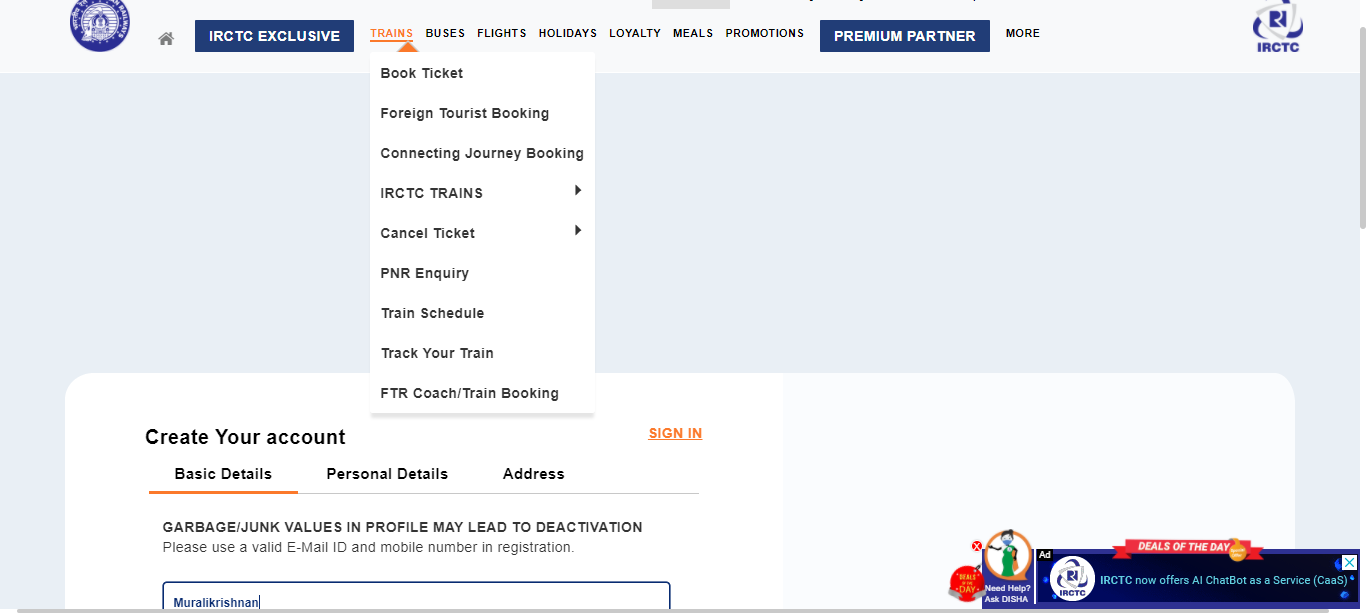 IRCTC EXCLUSIVE
TRAINS
BUSES
FLIGHTS
HOLIDAYS
LOYALTY
MEALS
PROMOTIONS
PREMIUM PARTNER
MORE
IRCTC
Book Ticket
Foreign Tourist Booking
Connecting Journey Booking
IRCTC TRAINS
Cancel Ticket
PNR Enquiry
Train Schedule
Track Your Train
FTR Coach/Train Booking
Create Your account
SIGN IN
Basic Details
Personal Details
Address
GARBAGE/JUNK VALUES IN PROFILE MAY LEAD TO DEACTIVATION
Please use a valid E-Mail ID and mobile number in registration.
Muralikrishnan
Need Help?
Ask DISHA
DEALS OF THE DAY
Ad
IRCTC
IRCTC now offers AI ChatBot as a Service (CaaS)